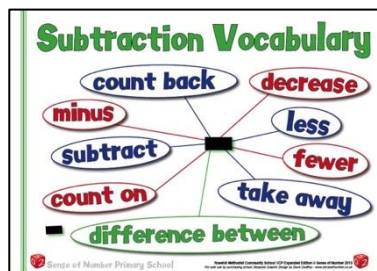 Subtraction Vocabulary
count back
decrease
minus
less
subtract
fewer
count on
take away
difference between
Sense of Number Primary School